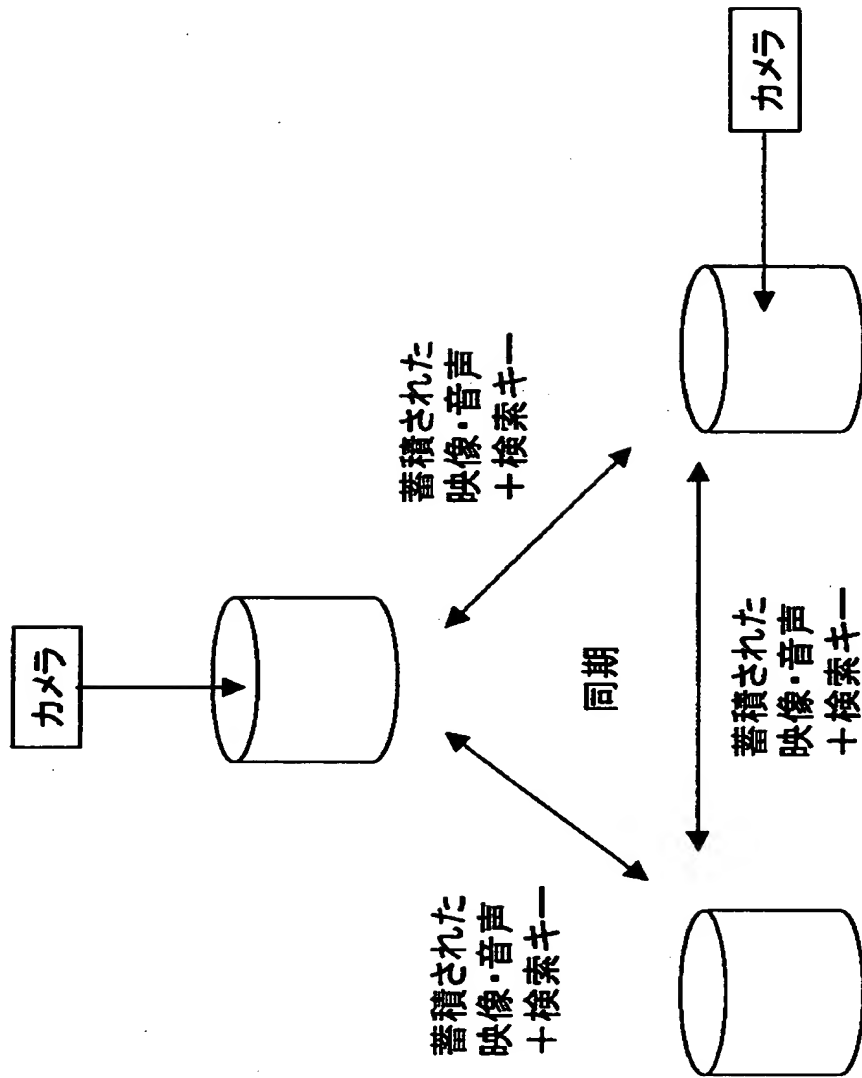 カメラ
蓄積された
映像・音声
+検索キー
蓄積された
映像・音声
+検索キー
同期
カメラ
蓄積された
映像・音声
+検索キー